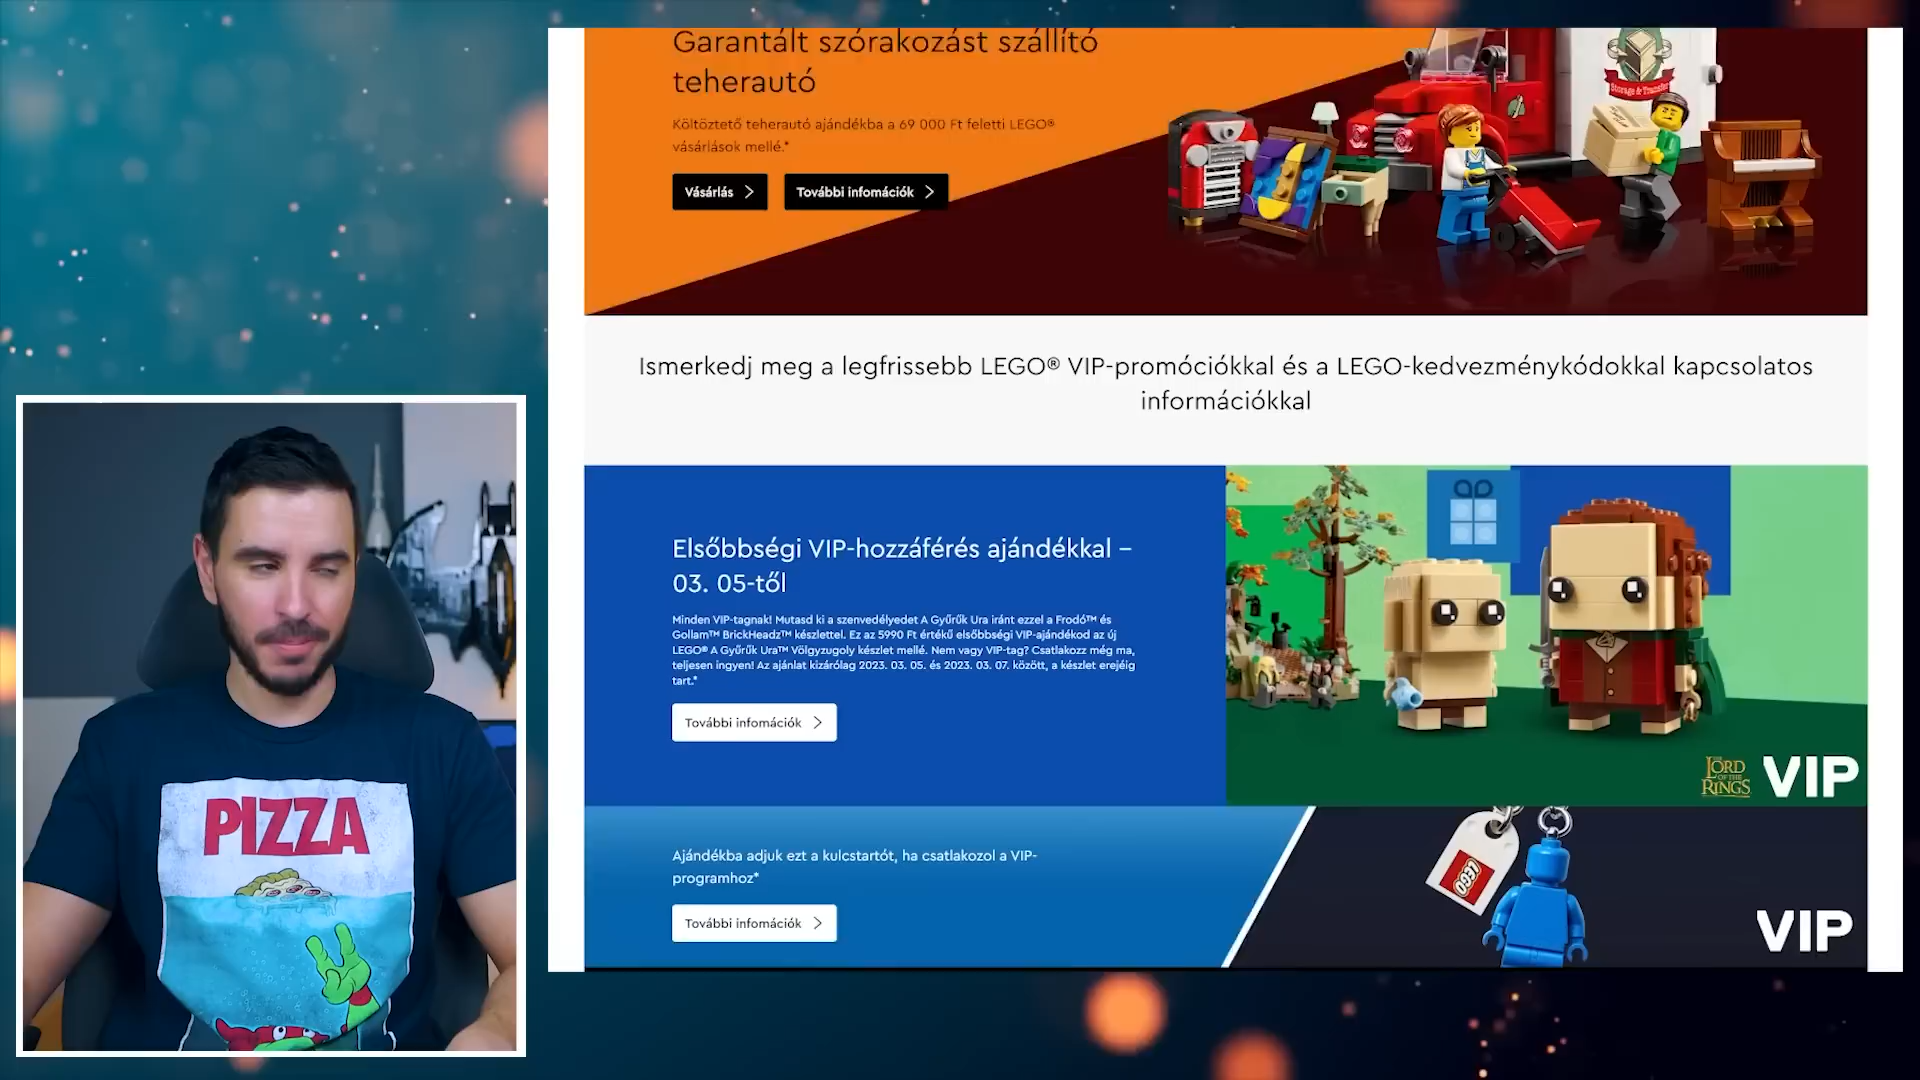 Garantált szórakozást szállító
teherautó
Költöztető teherautó ajándékba a 69 000 Ft feletti LEGO®
vásárlások mellé.*
Vásárlás
További infomációk
Storage & Transfer
Ismerkedj meg a legfrissebb LEGO® VIP-promóciókkal és a LEGO-kedvezménykódokkal kapcsolatos
információkkal
Elsőbbségi VIP-hozzáférés ajándékkal –
03. 05-től
Minden VIP-tagnak! Mutasd ki a szenvedélyedet A Gyűrűk Ura iránt ezzel a Frodó™ és
Gollam™ BrickHeadz™ készlettel. Ez az 5990 Ft értékű elsőbbségi VIP-ajándékod az új
LEGO® A Gyűrűk Ura™ Völgyzugoly készlet mellé. Nem vagy VIP-tag? Csatlakozz még ma,
teljesen ingyen! Az ajánlat kizárólag 2023. 03. 05. és 2023. 03. 07. között, a készlet erejéig
tart.*
További infomációk
THE
LORD
OF THE
RINGS
VIP
Ajándékba adjuk ezt a kulcstartót, ha csatlakozol a VIP-
programhoz*
További infomációk
LEGO
VIP
PIZZA